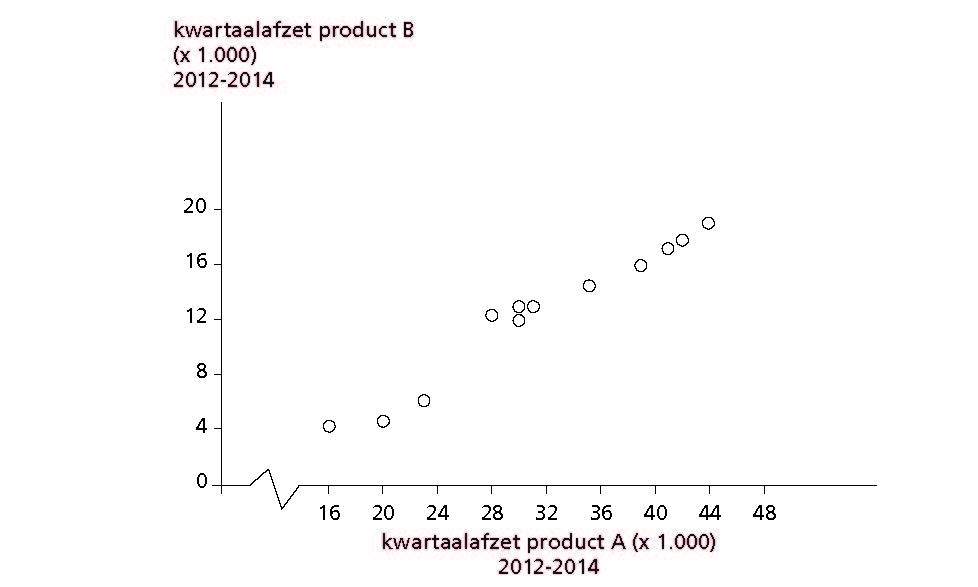 kwartaalafzet product B
(x 1.000)
2012-2014
20
16
12
8
4
0
16 20 24 28 32 36 40 44 48
kwartaalafzet product A (x 1.000)
2012-2014